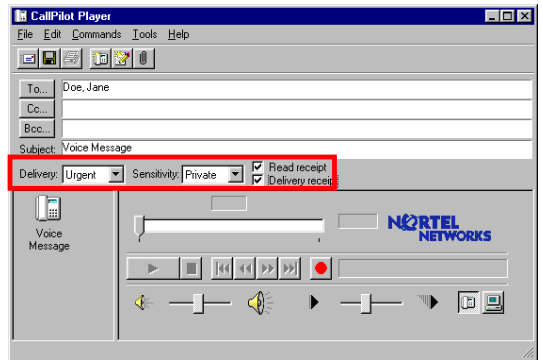 CallPilot Player
File Edit Commands Tools Help
To... Doe, Jane
Cc...
Bcc...
Subject: Voice Message
Delivery: Urgent Sensitivity: Private Read receipt
Delivery receipt
Voice
Message
NORTEL
NETWORKS